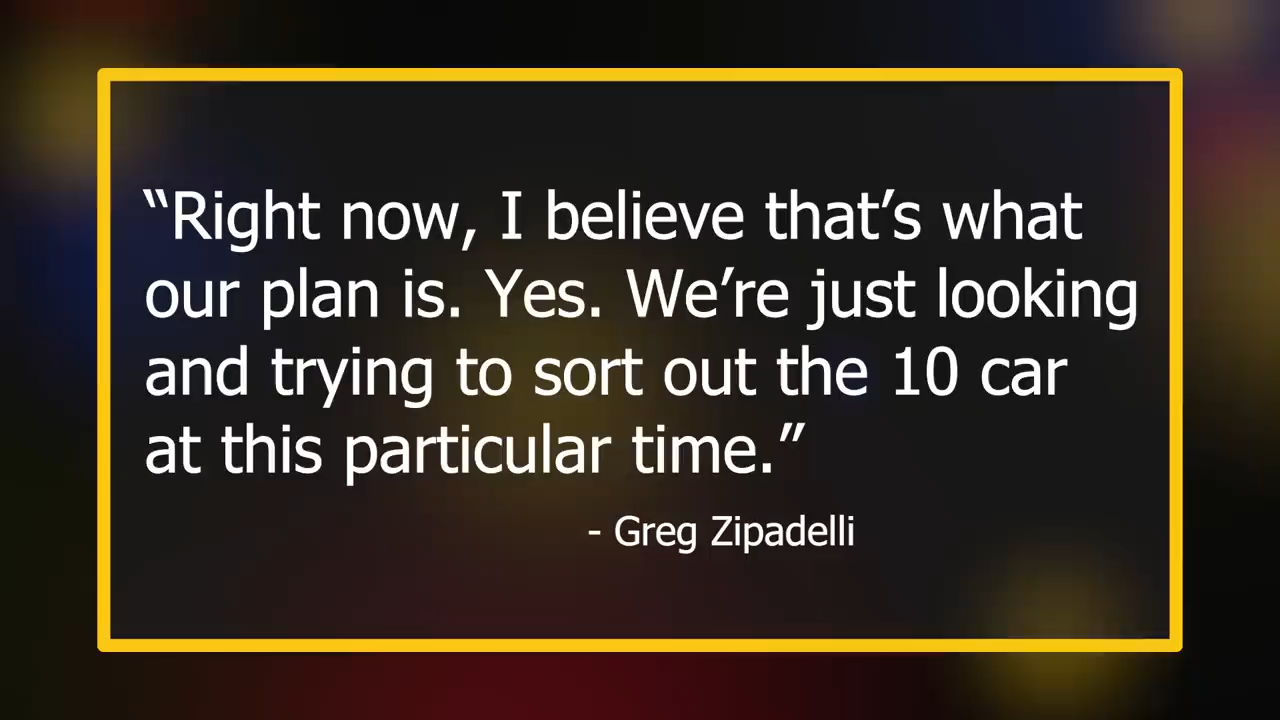 “Right now, I believe that’s what
our plan is. Yes. We’re just looking
and trying to sort out the 10 car
at this particular time.”
- Greg Zipadelli